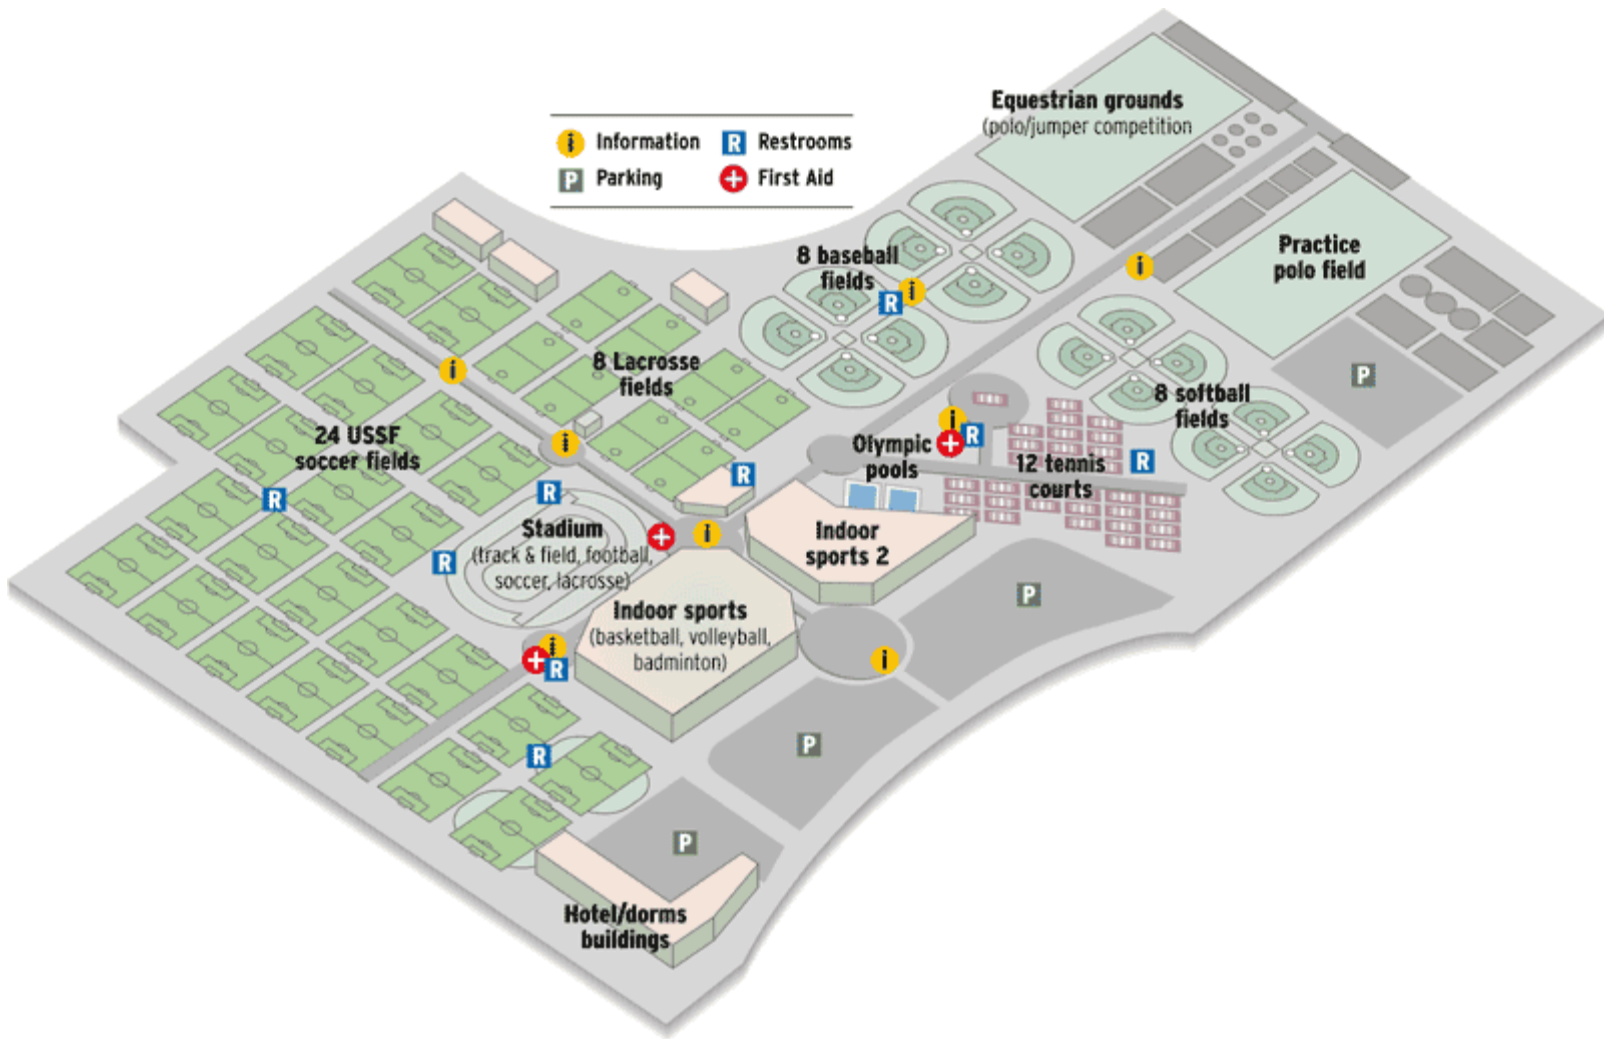 Equestrian grounds
(polo/jumper competition
i Information
R Restrooms
P Parking
+ First Aid
Practice
polo field
i
8 baseball
fields
R
i
i
8 Lacrosse
fields
P
8 softball
fields
24 USSF
soccer fields
i
i
R
Olympic
pools
12 tennis
courts
R
R
R
R
Stadium
(track & field, football,
soccer, lacrosse)
i
Indoor
sports 2
R
P
Indoor sports
(basketball, volleyball,
badminton)
i
R
i
R
P
P
Hotel/dorms
buildings